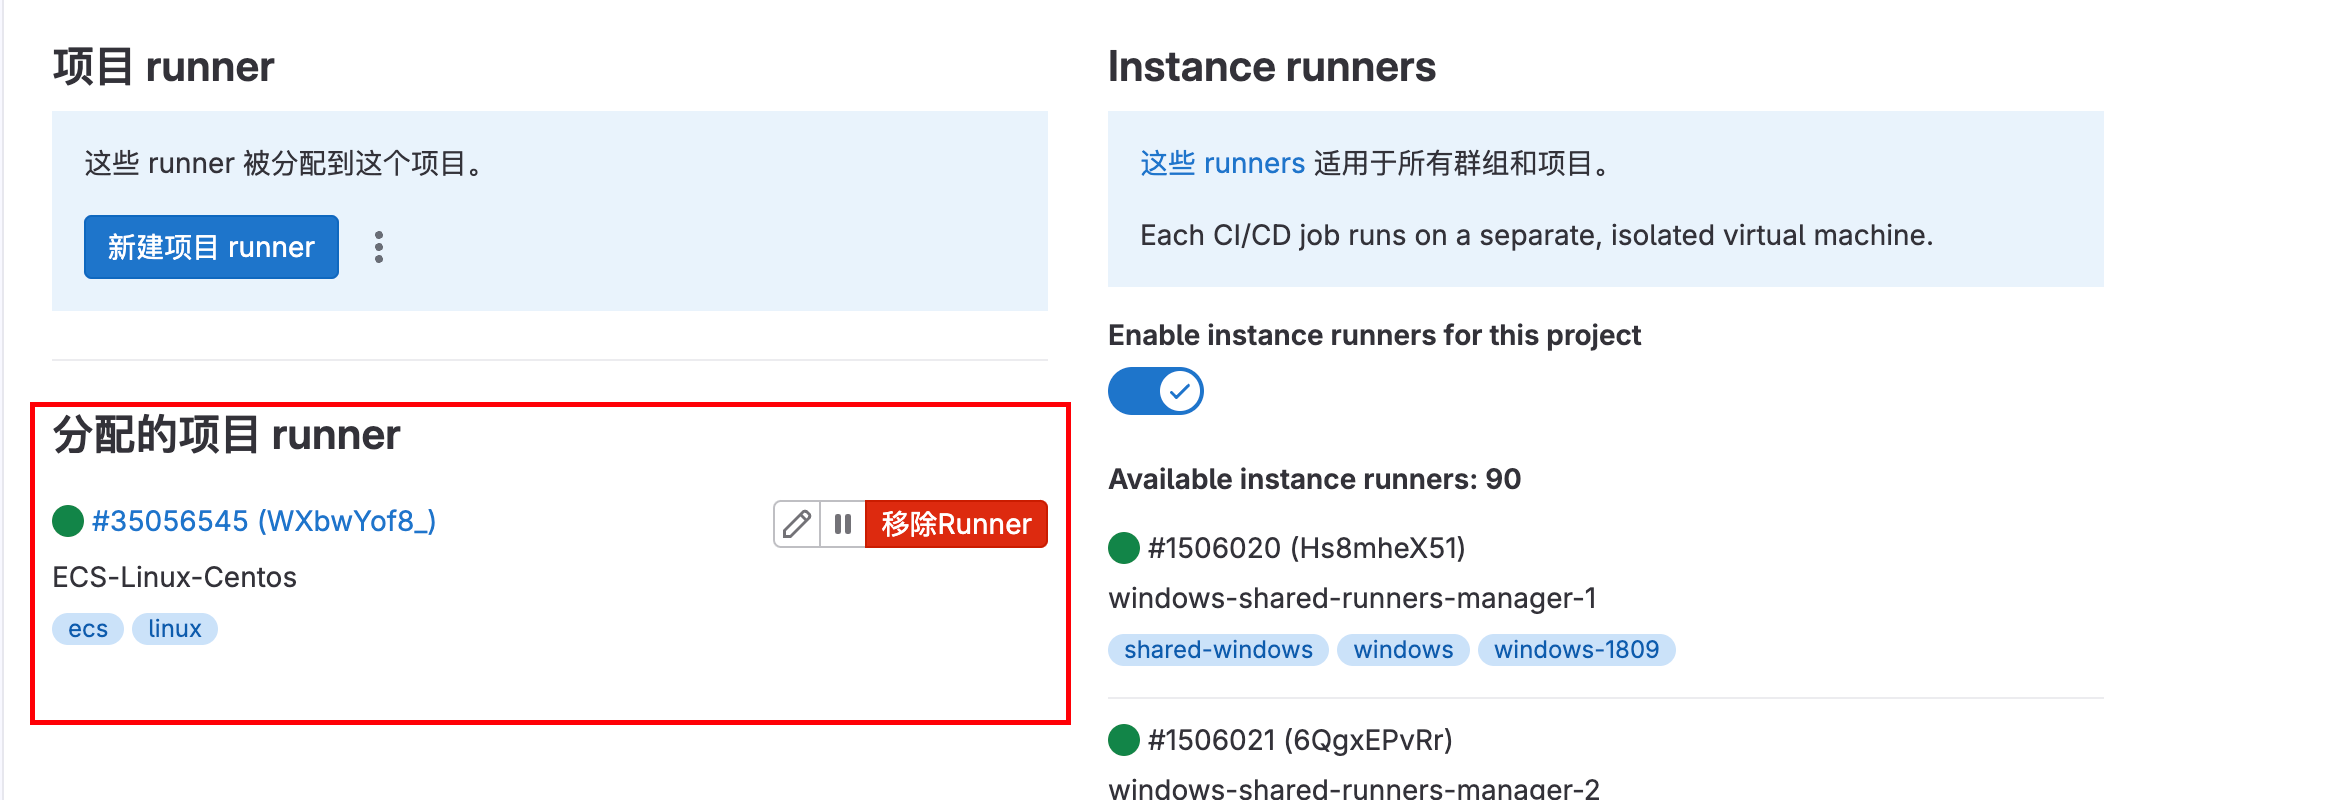 项目 runner
这些 runner 被分配到这个项目。
新建项目 runner
分配的项目 runner
#35056545 (WXbwYof8_)
移除Runner
ECS-Linux-Centos
ecs linux
Instance runners
这些 runners 适用于所有群组和项目。
Each CI/CD job runs on a separate, isolated virtual machine.
Enable instance runners for this project
Available instance runners: 90
#1506020 (Hs8mheX51)
windows-shared-runners-manager-1
shared-windows windows windows-1809
#1506021 (6QgxEPvRr)
windows-shared-runners-manager-2